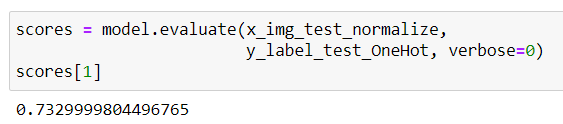 scores = model.evaluate(x_img_test_normalize,
                        y_label_test_OneHot, verbose=0)
scores[1]
0.7329999804496765